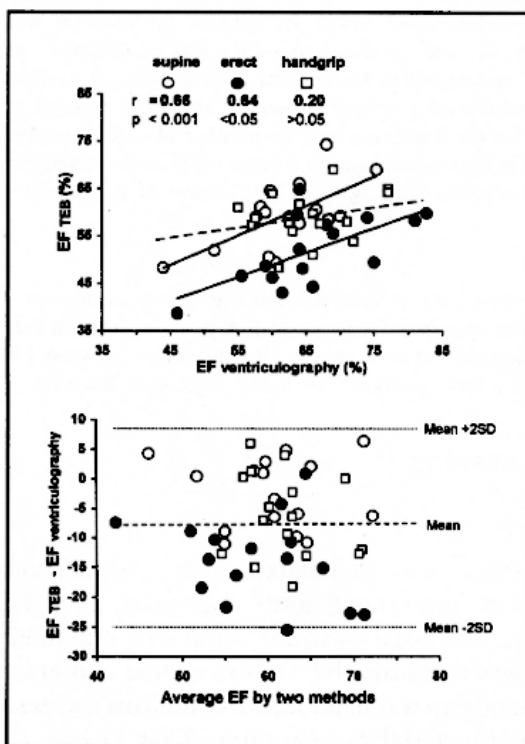 supine erect handgrip
r = 0.66 0.64 0.20
p < 0.001 <0.05 >0.05
85
75
65
55
45
35
EF TEB (%)
35 45 55 65 75 85
EF ventriculography (%)
10
5
0
-5
-10
-15
-20
-25
-30
EF TEB - EF ventriculography
Mean +2SD
Mean
Mean -2SD
40 60 80
Average EF by two methods